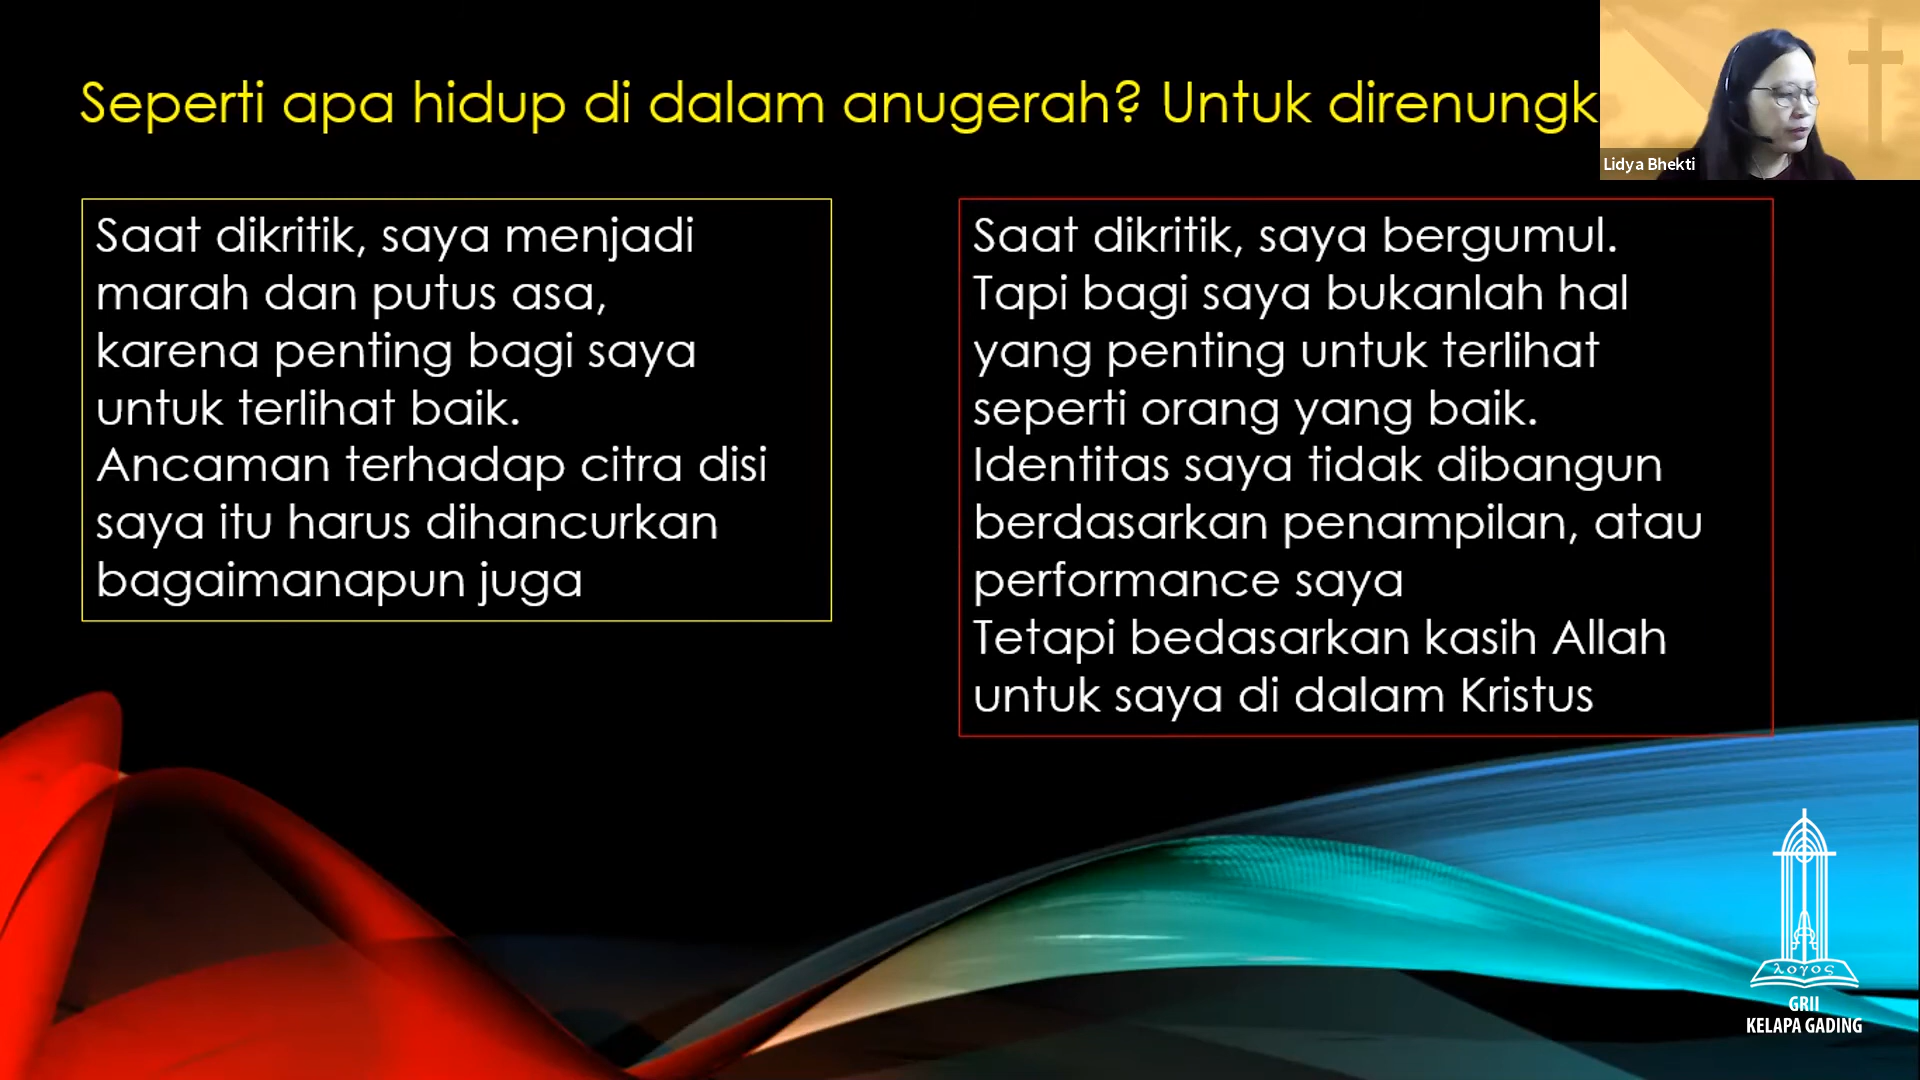 Seperti apa hidup di dalam anugerah? Untuk direnungk
Lidya Bhekti
Saat dikritik, saya menjadi
marah dan putus asa,
karena penting bagi saya
untuk terlihat baik.
Ancaman terhadap citra disi
saya itu harus dihancurkan
bagaimanapun juga
Saat dikritik, saya bergumul.
Tapi bagi saya bukanlah hal
yang penting untuk terlihat
seperti orang yang baik.
Identitas saya tidak dibangun
berdasarkan penampilan, atau
performance saya
Tetapi bedasarkan kasih Allah
untuk saya di dalam Kristus
λογος
GRII
KELAPA GADING